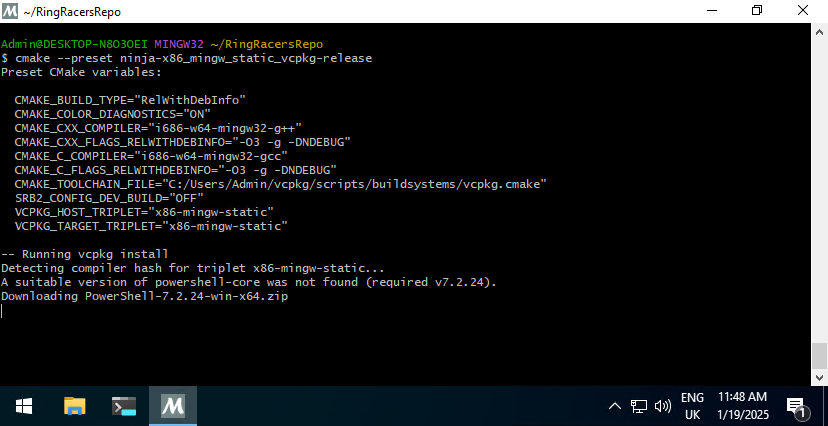 ~/RingRacersRepo
Admin@DESKTOP-N8O3OEI MINGW32 ~/RingRacersRepo
$ cmake --preset ninja-x86_mingw_static_vcpkg-release
Preset CMake variables:
CMAKE_BUILD_TYPE="RelWithDebInfo"
CMAKE_COLOR_DIAGNOSTICS="ON"
CMAKE_CXX_COMPILER="i686-w64-mingw32-g++"
CMAKE_CXX_FLAGS_RELWITHDEBINFO="-O3 -g -DNDEBUG"
CMAKE_C_COMPILER="i686-w64-mingw32-gcc"
CMAKE_C_FLAGS_RELWITHDEBINFO="-O3 -g -DNDEBUG"
CMAKE_TOOLCHAIN_FILE="C:/Users/Admin/vcpkg/scripts/buildsystems/vcpkg.cmake"
SRB2_CONFIG_DEV_BUILD="OFF"
VCPKG_HOST_TRIPLET="x86-mingw-static"
VCPKG_TARGET_TRIPLET="x86-mingw-static"
-- Running vcpkg install
Detecting compiler hash for triplet x86-mingw-static...
A suitable version of powershell-core was not found (required v7.2.24).
Downloading PowerShell-7.2.24-win-x64.zip
ENG
UK
11:48 AM
1/19/2025
1